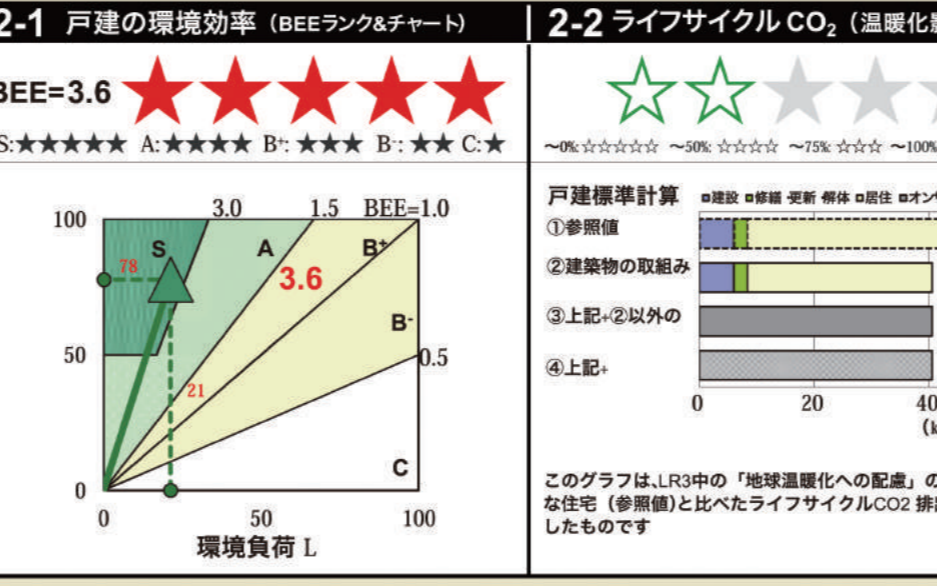 2-1 戸建の環境効率（BEEランク&チャート）
BEE=3.6
S:★★★★★ A:★★★★ B⁺: ★★★ B⁻: ★★ C:★
3.0 1.5 BEE=1.0
100
S A B⁺
78
3.6
B⁻
50
0.5
21
C
0
0 50 100
環境負荷 L
2-2 ライフサイクル CO₂（温暖化
〜0%: ☆☆☆☆☆ 〜50%: ☆☆☆☆ 〜75%: ☆☆☆ 〜100%
戸建標準計算
建設 修繕・更新・解体 居住 オン
①参照値
②建築物の取組み
③上記+②以外の
④上記+
0 20 40
(k
このグラフは、LR3中の「地球温暖化への配慮」の
な住宅（参照値)と比べたライフサイクルCO2 排
したものです